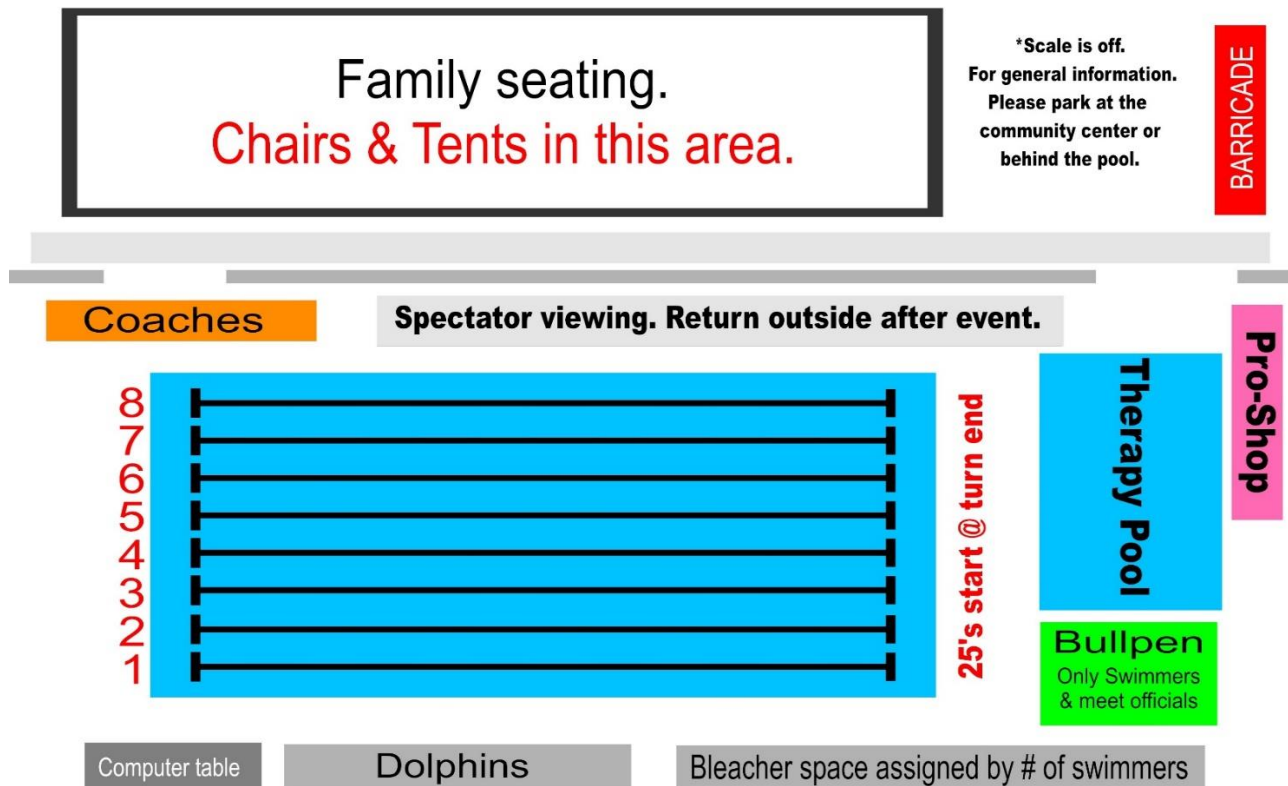 Family seating.
Chairs & Tents in this area.
*Scale is off.
For general information.
Please park at the
community center or
behind the pool.
BARRICADE
Coaches
Spectator viewing. Return outside after event.
Pro-Shop
8
7
6
5
4
3
2
1
25's start @ turn end
Therapy Pool
Bullpen
Only Swimmers
& meet officials
Computer table
Dolphins
Bleacher space assigned by # of swimmers